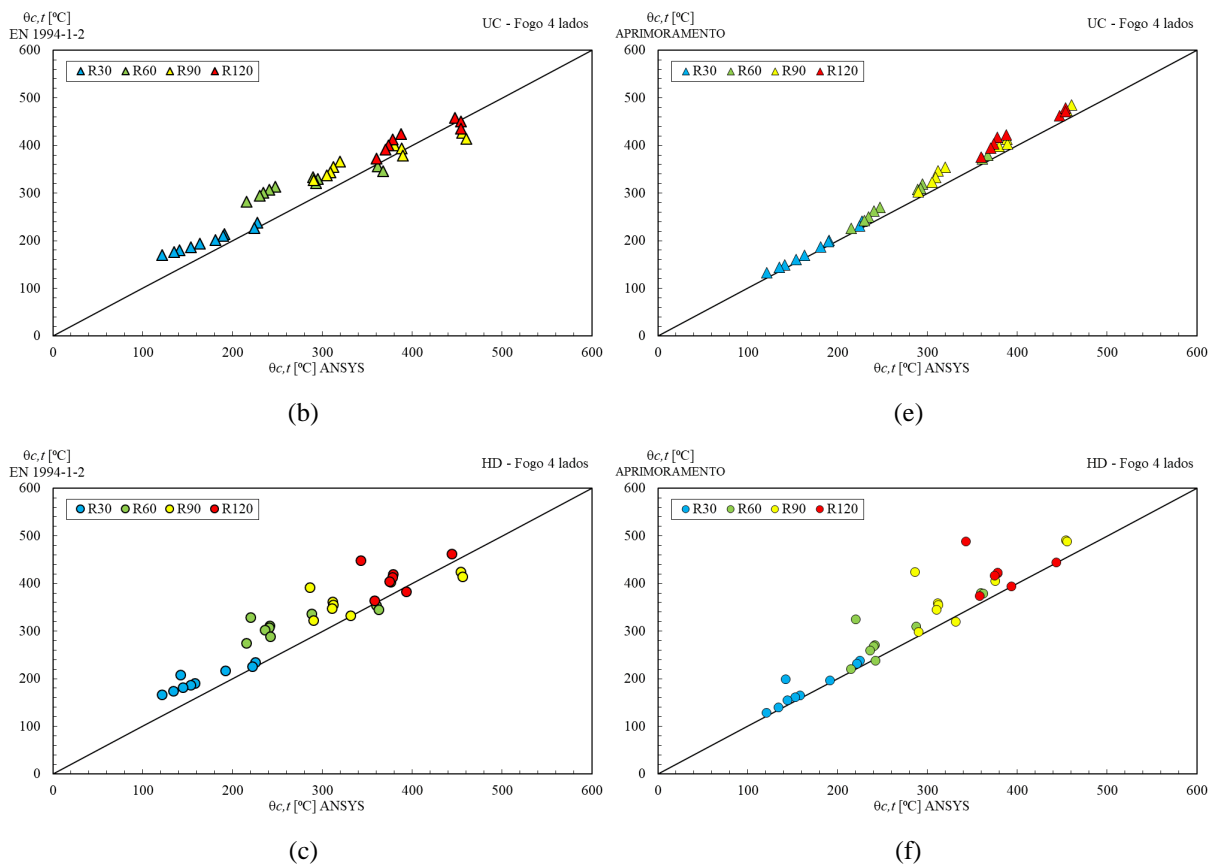 θc,t [ºC]
EN 1994-1-2
UC - Fogo 4 lados
600
R30 R60 R90 R120
500
400
300
200
100
0
0 100 200 300 400 500 600
θc,t [ºC] ANSYS
(b)
θc,t [ºC]
APRIMORAMENTO
UC - Fogo 4 lados
600
R30 R60 R90 R120
500
400
300
200
100
0
0 100 200 300 400 500 600
θc,t [ºC] ANSYS
(e)
θc,t [ºC]
EN 1994-1-2
HD - Fogo 4 lados
600
R30 R60 R90 R120
500
400
300
200
100
0
0 100 200 300 400 500 600
θc,t [ºC] ANSYS
(c)
θc,t [ºC]
APRIMORAMENTO
HD - Fogo 4 lados
600
R30 R60 R90 R120
500
400
300
200
100
0
0 100 200 300 400 500 600
θc,t [ºC] ANSYS
(f)